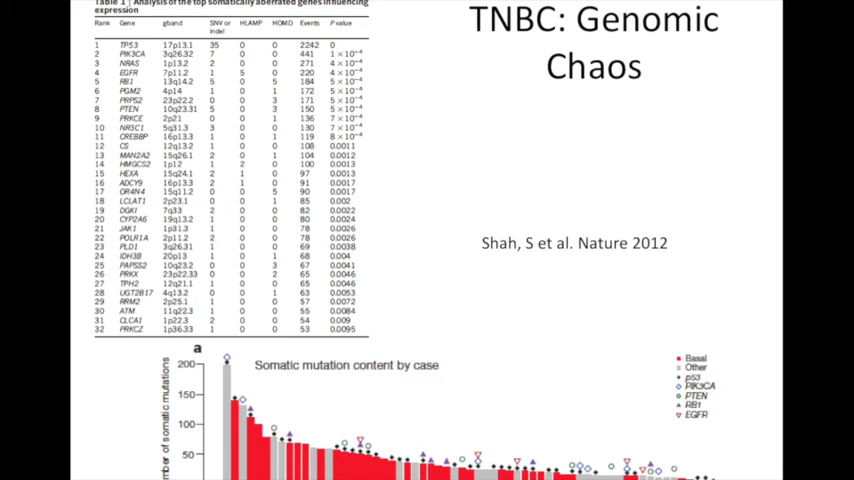 Table 1 | Analysis of the top somatically aberrated genes influencing
expression
Rank Gene gband SNV or indel HLAMP HOMD Events P value
1 TP53 17p13.1 35 0 0 2242 0
2 PIK3CA 3q26.32 7 0 0 441 1 × 10⁻⁴
3 NRAS 1p13.2 2 0 0 271 4 × 10⁻⁴
4 EGFR 7p11.2 1 5 0 220 4 × 10⁻⁴
5 RB1 13q14.2 5 0 5 184 5 × 10⁻⁴
6 PGM2 4p14 1 0 1 172 5 × 10⁻⁴
7 PRPS2 23p22.2 0 0 3 171 5 × 10⁻⁴
8 PTEN 10q23.31 5 0 3 150 5 × 10⁻⁴
9 PRKCE 2p21 0 0 1 136 7 × 10⁻⁴
10 NR3C1 5q31.3 3 0 0 130 7 × 10⁻⁴
11 CREBBP 16p13.3 1 0 1 119 8 × 10⁻⁴
12 CS 12q13.2 1 0 0 108 0.0011
13 MAN2A2 15q26.1 2 0 1 104 0.0012
14 HMGCS2 1p12 1 2 0 100 0.0013
15 HEXA 15q24.1 2 1 0 97 0.0013
16 ADCY9 16p13.3 2 1 0 91 0.0017
17 OR4N4 15q11.2 0 0 5 90 0.0017
18 LCLAT1 2p23.1 0 0 1 85 0.002
19 DGKI 7q33 2 0 0 82 0.0022
20 CYP2A6 19q13.2 1 0 0 80 0.0024
21 JAK1 1p31.3 1 0 0 78 0.0026
22 POLR1A 2p11.2 2 0 0 78 0.0026
23 PLD1 3q26.31 1 0 0 69 0.0038
24 IDH3B 20p13 1 0 1 68 0.004
25 PAPSS2 10q23.2 0 0 3 67 0.0041
26 PRKX 23p22.33 0 0 2 65 0.0046
27 TPH2 12q21.1 1 0 0 65 0.0046
28 UGT2B17 4q13.2 0 0 1 63 0.0053
29 RRM2 2p25.1 1 0 0 57 0.0072
30 ATM 11q22.3 1 0 0 55 0.0084
31 CLCA1 1p22.3 2 0 0 54 0.009
32 PRKCZ 1p36.33 1 0 0 53 0.0095
TNBC: Genomic
Chaos
Shah, S et al. Nature 2012
a
Somatic mutation content by case
of somatic mutations
200
150
100
50
Basal
Other
p53
PIK3CA
PTEN
RB1
EGFR